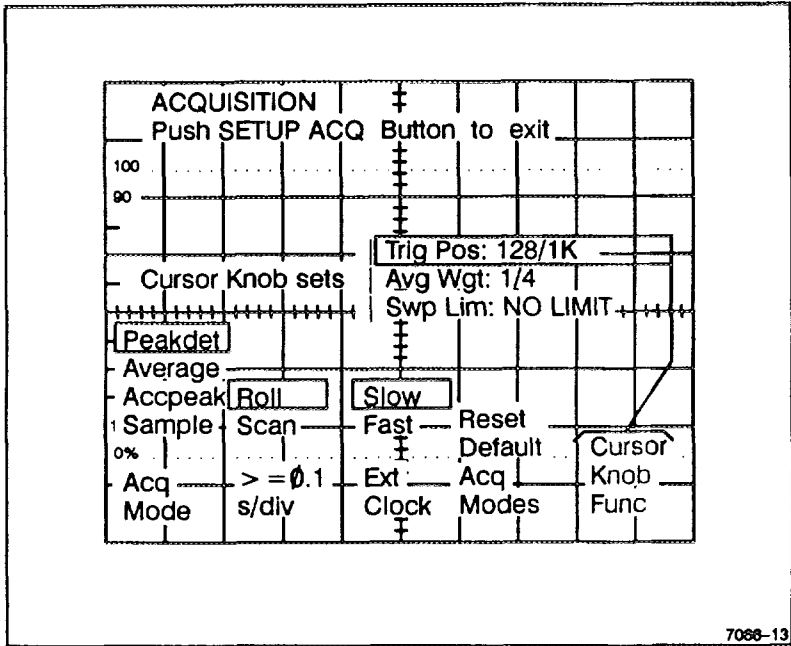 ACQUISITION
Push SETUP ACQ Button to exit
100
90
Trig Pos: 128/1K
Cursor Knob sets
Avg Wgt: 1/4
Swp Lim: NO LIMIT
Peakdet
Average
Accpeak
Sample
Roll
Scan
Slow
Fast
Reset
Default
1
0%
Acq
Mode
> =0.1
s/div
Ext
Clock
Acq
Modes
Cursor
Knob
Func
7066-13